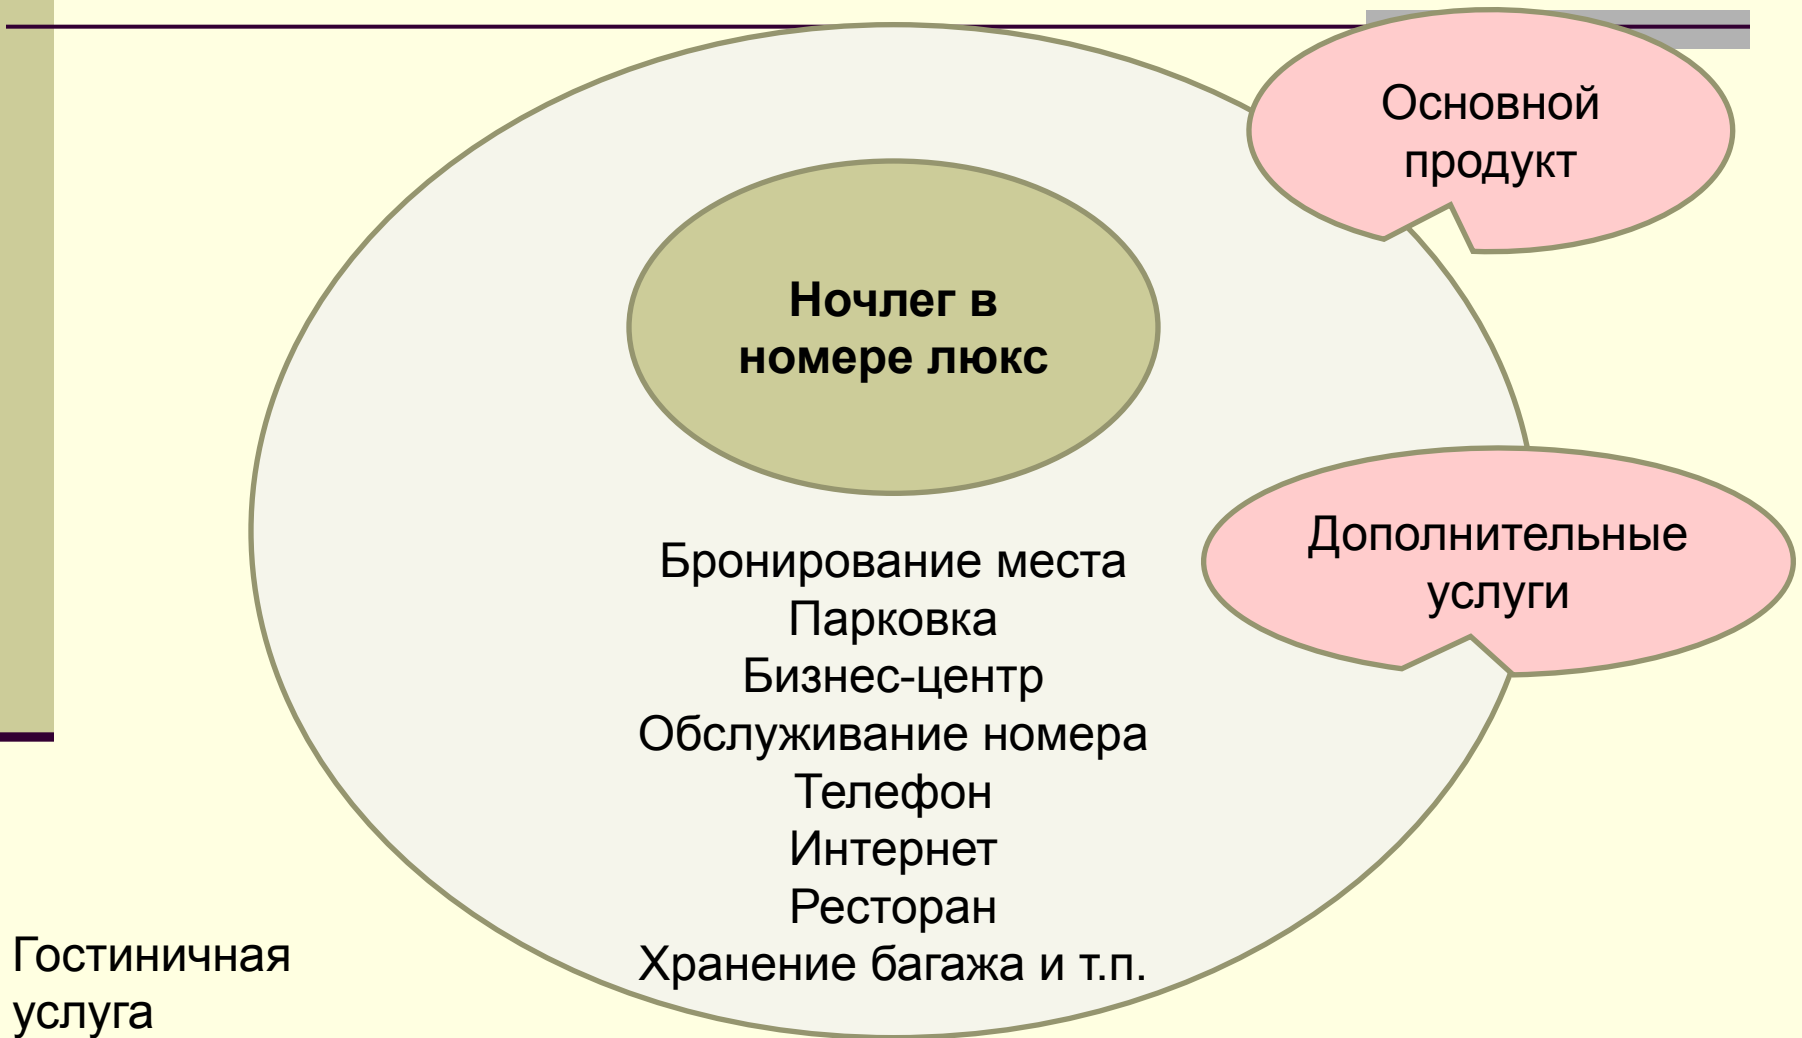 Основной
продукт
Ночлег в
номере люкс
Дополнительные
услуги
Бронирование места
Парковка
Бизнес-центр
Обслуживание номера
Телефон
Интернет
Ресторан
Хранение багажа и т.п.
Гостиничная
услуга